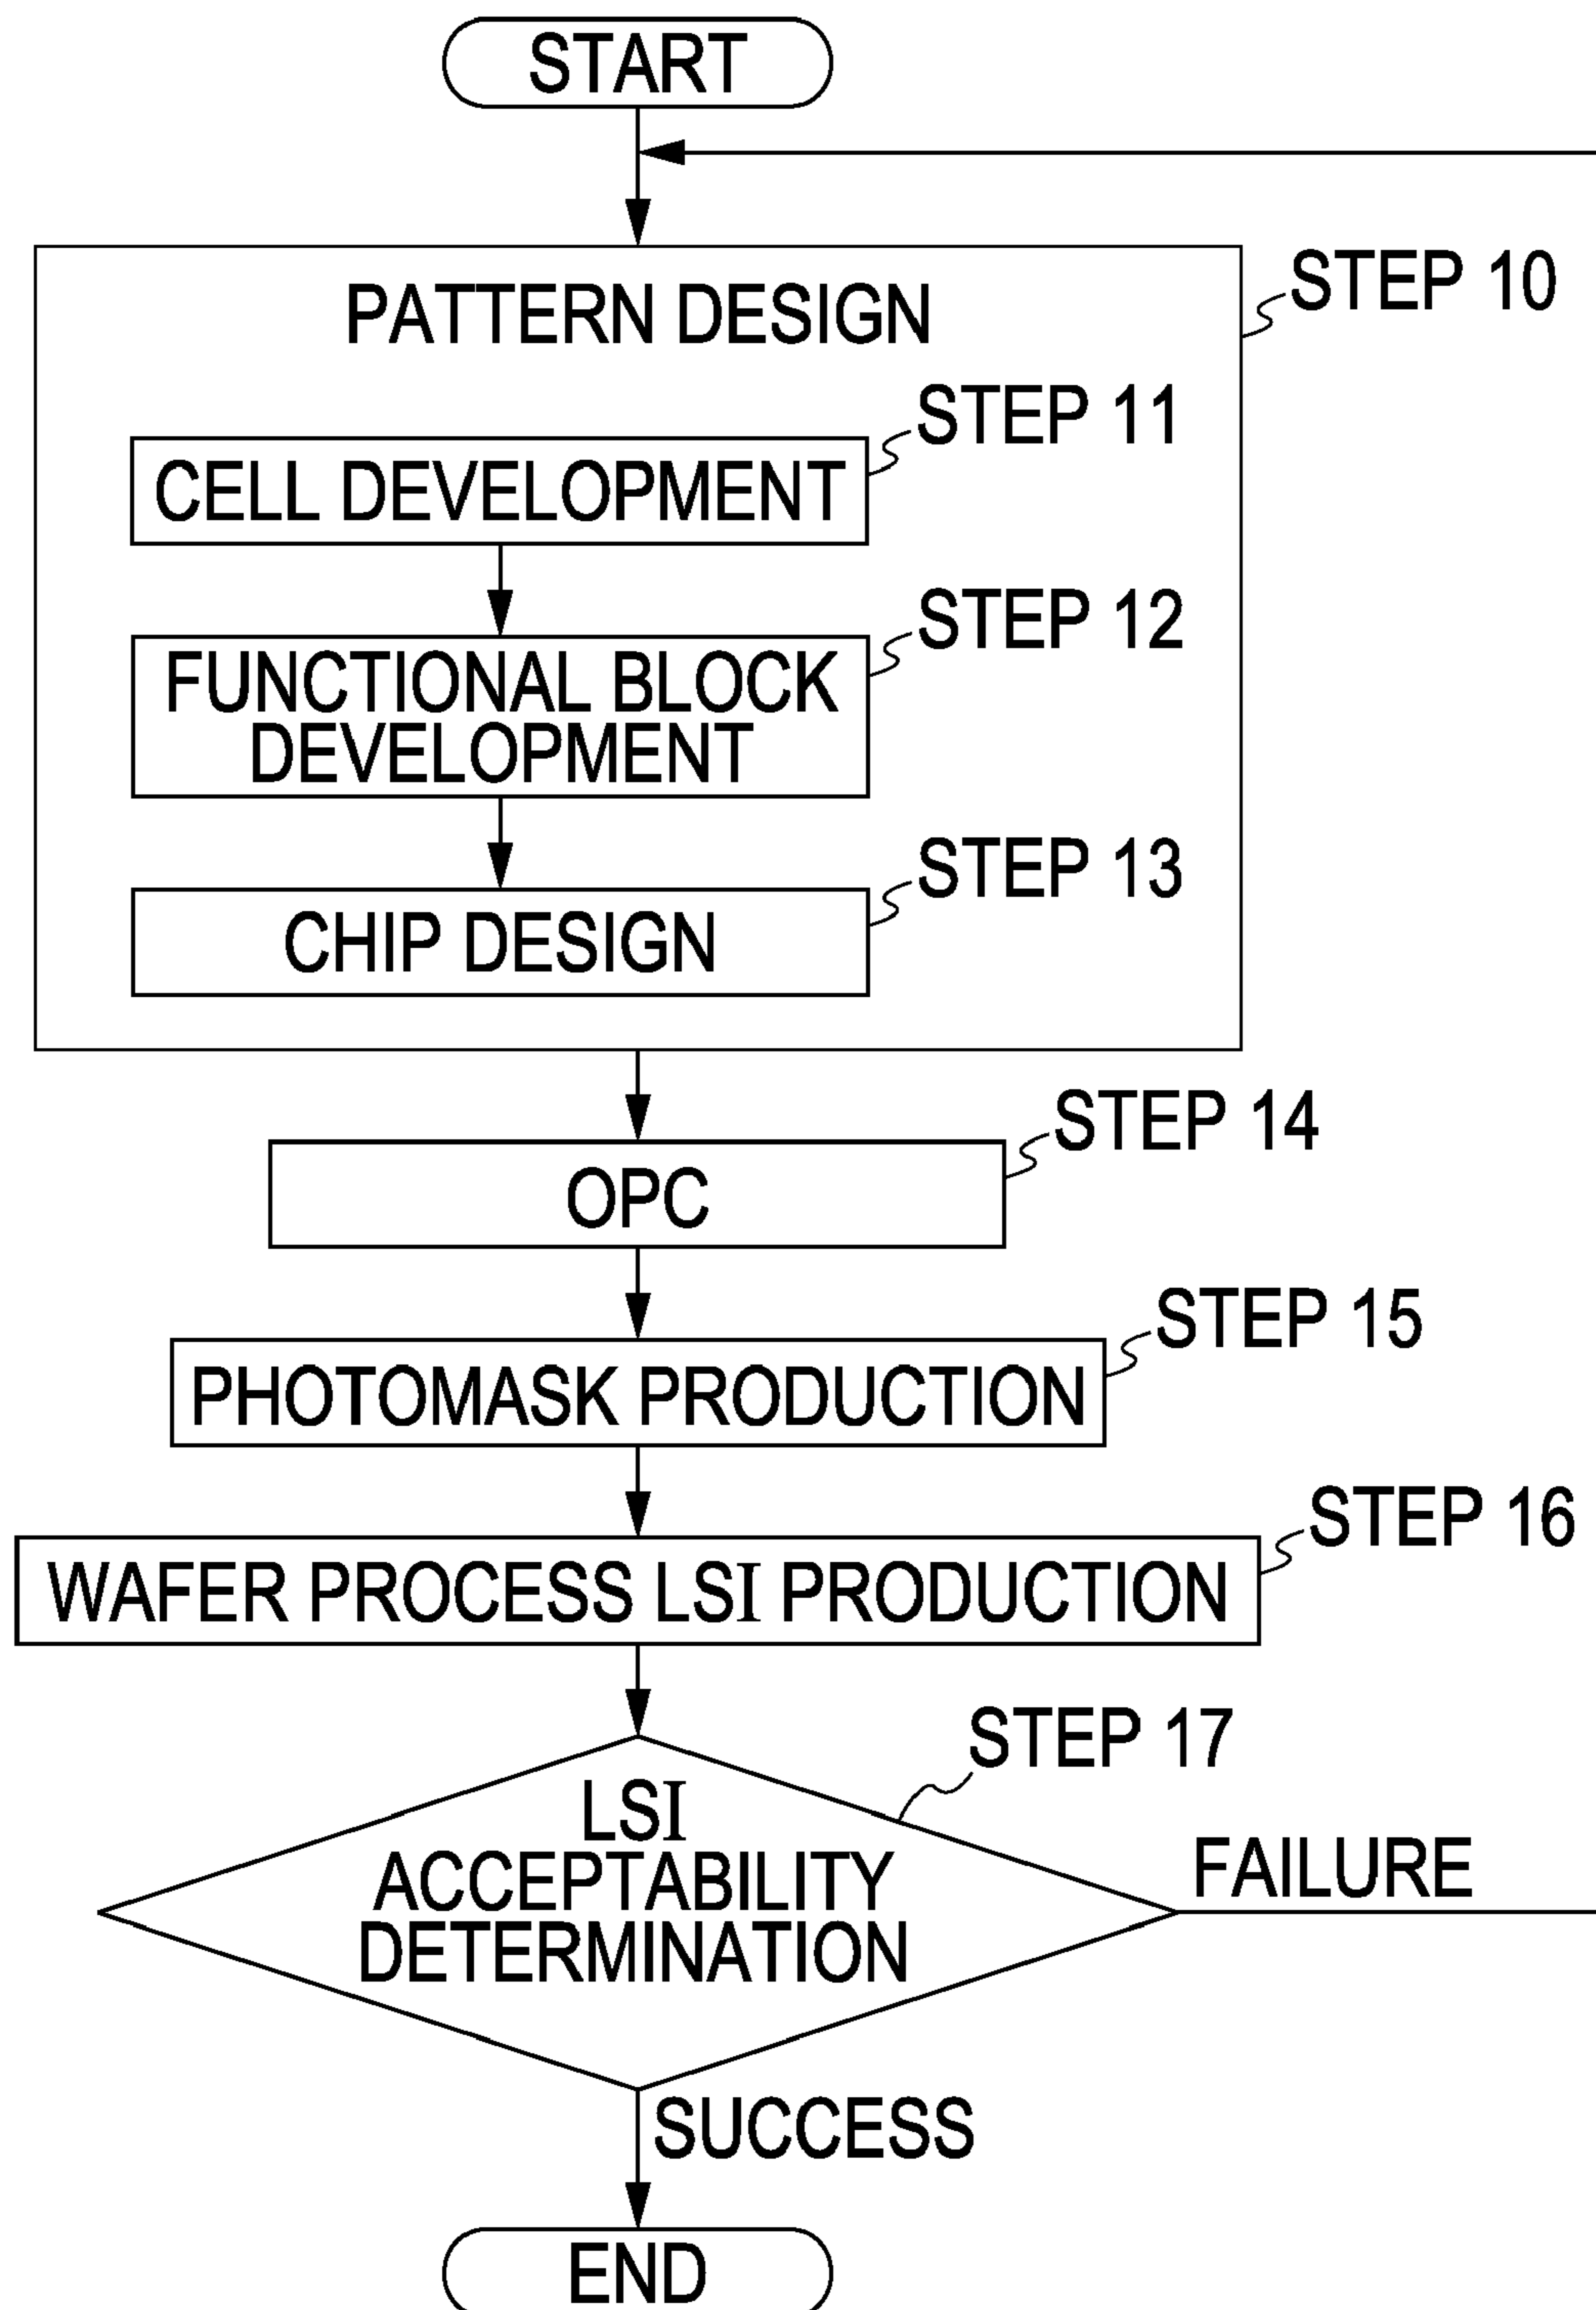 START
PATTERN DESIGN
STEP 10
STEP 11
CELL DEVELOPMENT
STEP 12
FUNCTIONAL BLOCK
DEVELOPMENT
STEP 13
CHIP DESIGN
STEP 14
OPC
STEP 15
PHOTOMASK PRODUCTION
STEP 16
WAFER PROCESS LSI PRODUCTION
STEP 17
LSI
ACCEPTABILITY
DETERMINATION
FAILURE
SUCCESS
END